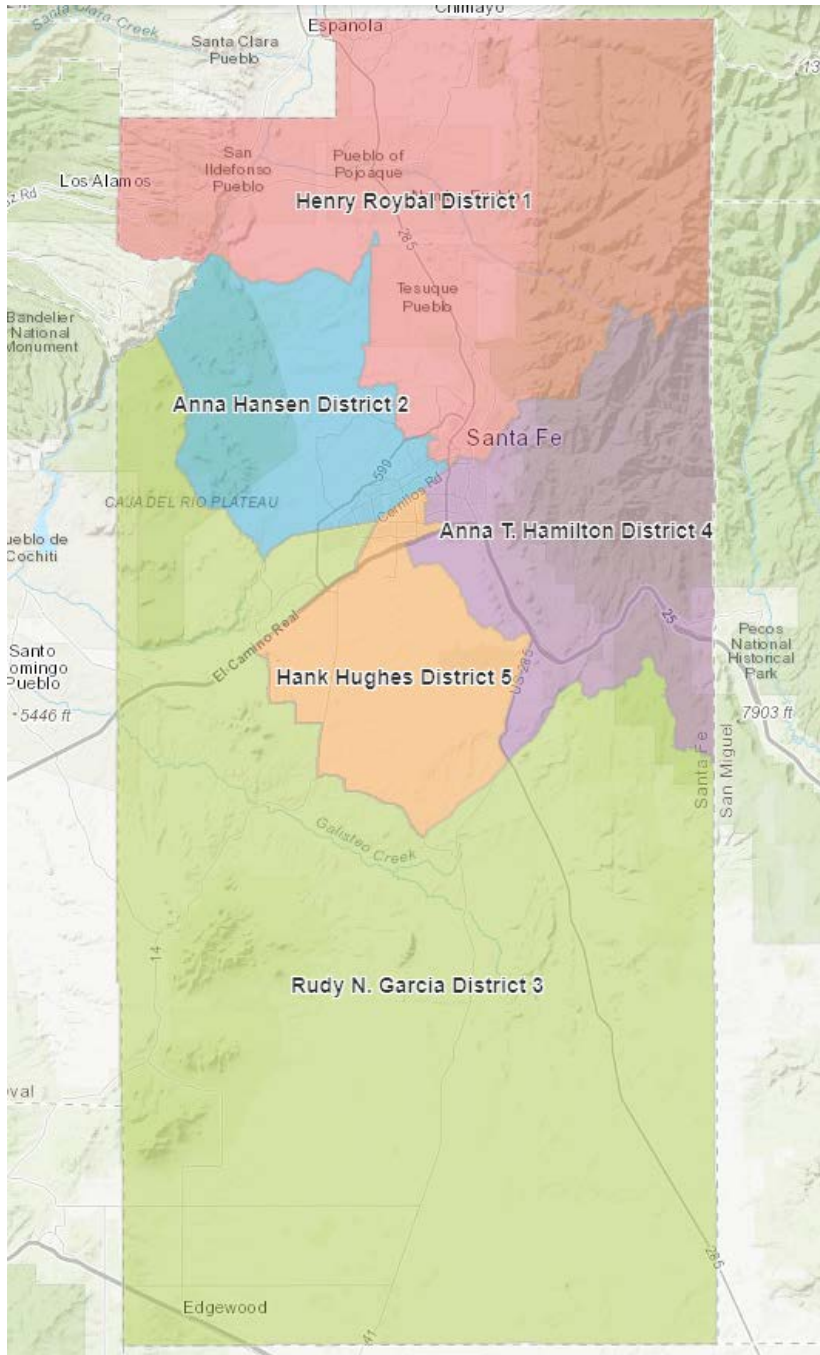 Chimayo
Santa Clara Creek
Espanola
Santa Clara
Pueblo
13
San
Ildefonso
Pueblo
Pueblo of
Pojoaque
Los Alamos
Rd
Henry Roybal District 1
285
Tesuque
Pueblo
Bandelier
National
Monument
Anna Hansen District 2
Santa Fe
599
Cerrillos Rd
CAJA DEL RIO PLATEAU
Anna T. Hamilton District 4
ueblo de
Cochiti
25
El Camino Real
Santo
omingo
Pueblo
Pecos
National
Historical
Park
Hank Hughes District 5
US-285
5446 ft
7903 ft
Santa Fe
San Miguel
Galisteo Creek
14
Rudy N. Garcia District 3
oval
285
Edgewood
41